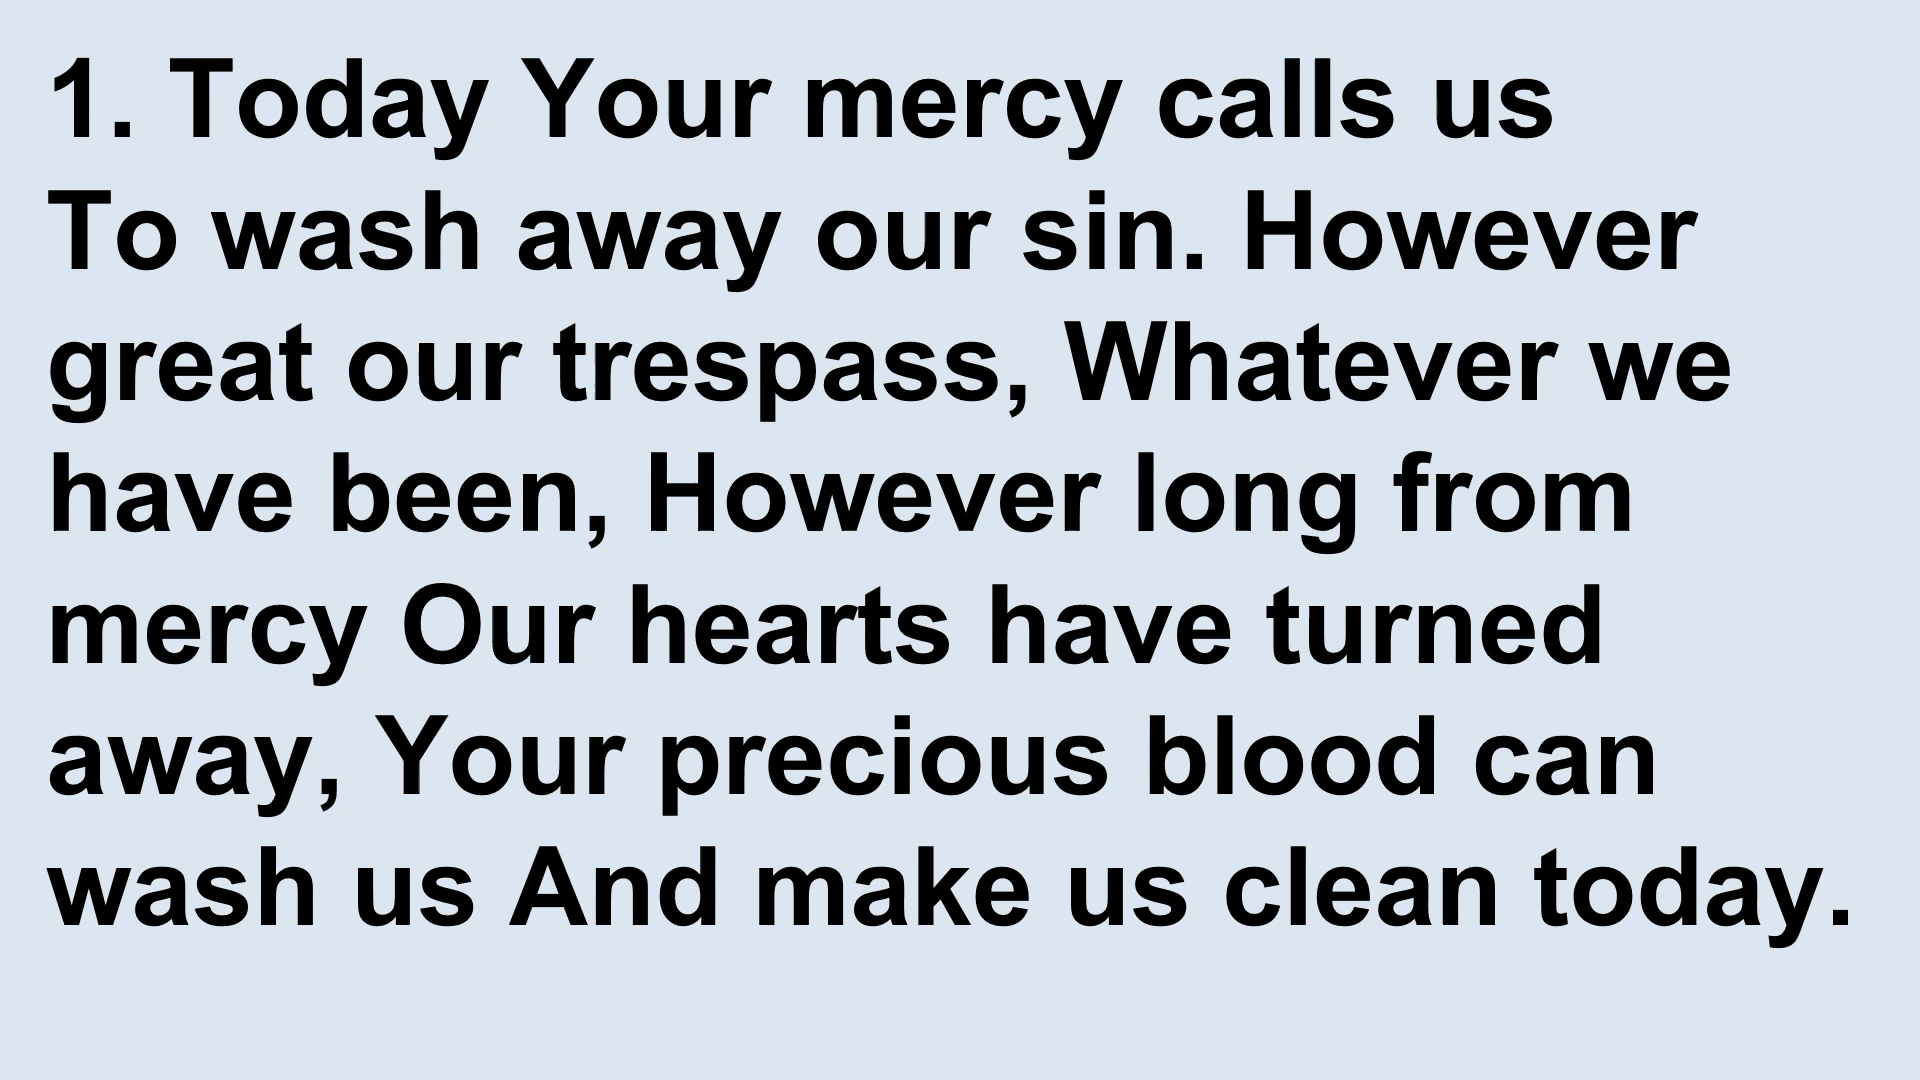 1. Today Your mercy calls us
To wash away our sin. However
great our trespass, Whatever we
have been, However long from
mercy Our hearts have turned
away, Your precious blood can
wash us And make us clean today.